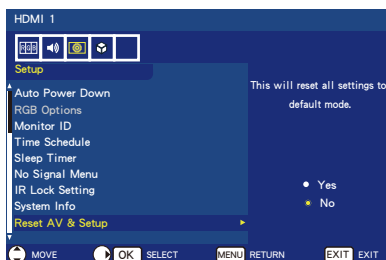 HDMI 1
RGB
Setup
Auto Power Down
RGB Options
Monitor ID
Time Schedule
Sleep Timer
No Signal Menu
IR Lock Setting
System Info
Reset AV & Setup
This will reset all settings to
default mode.
Yes
No
MOVE OK SELECT MENU RETURN EXIT EXIT